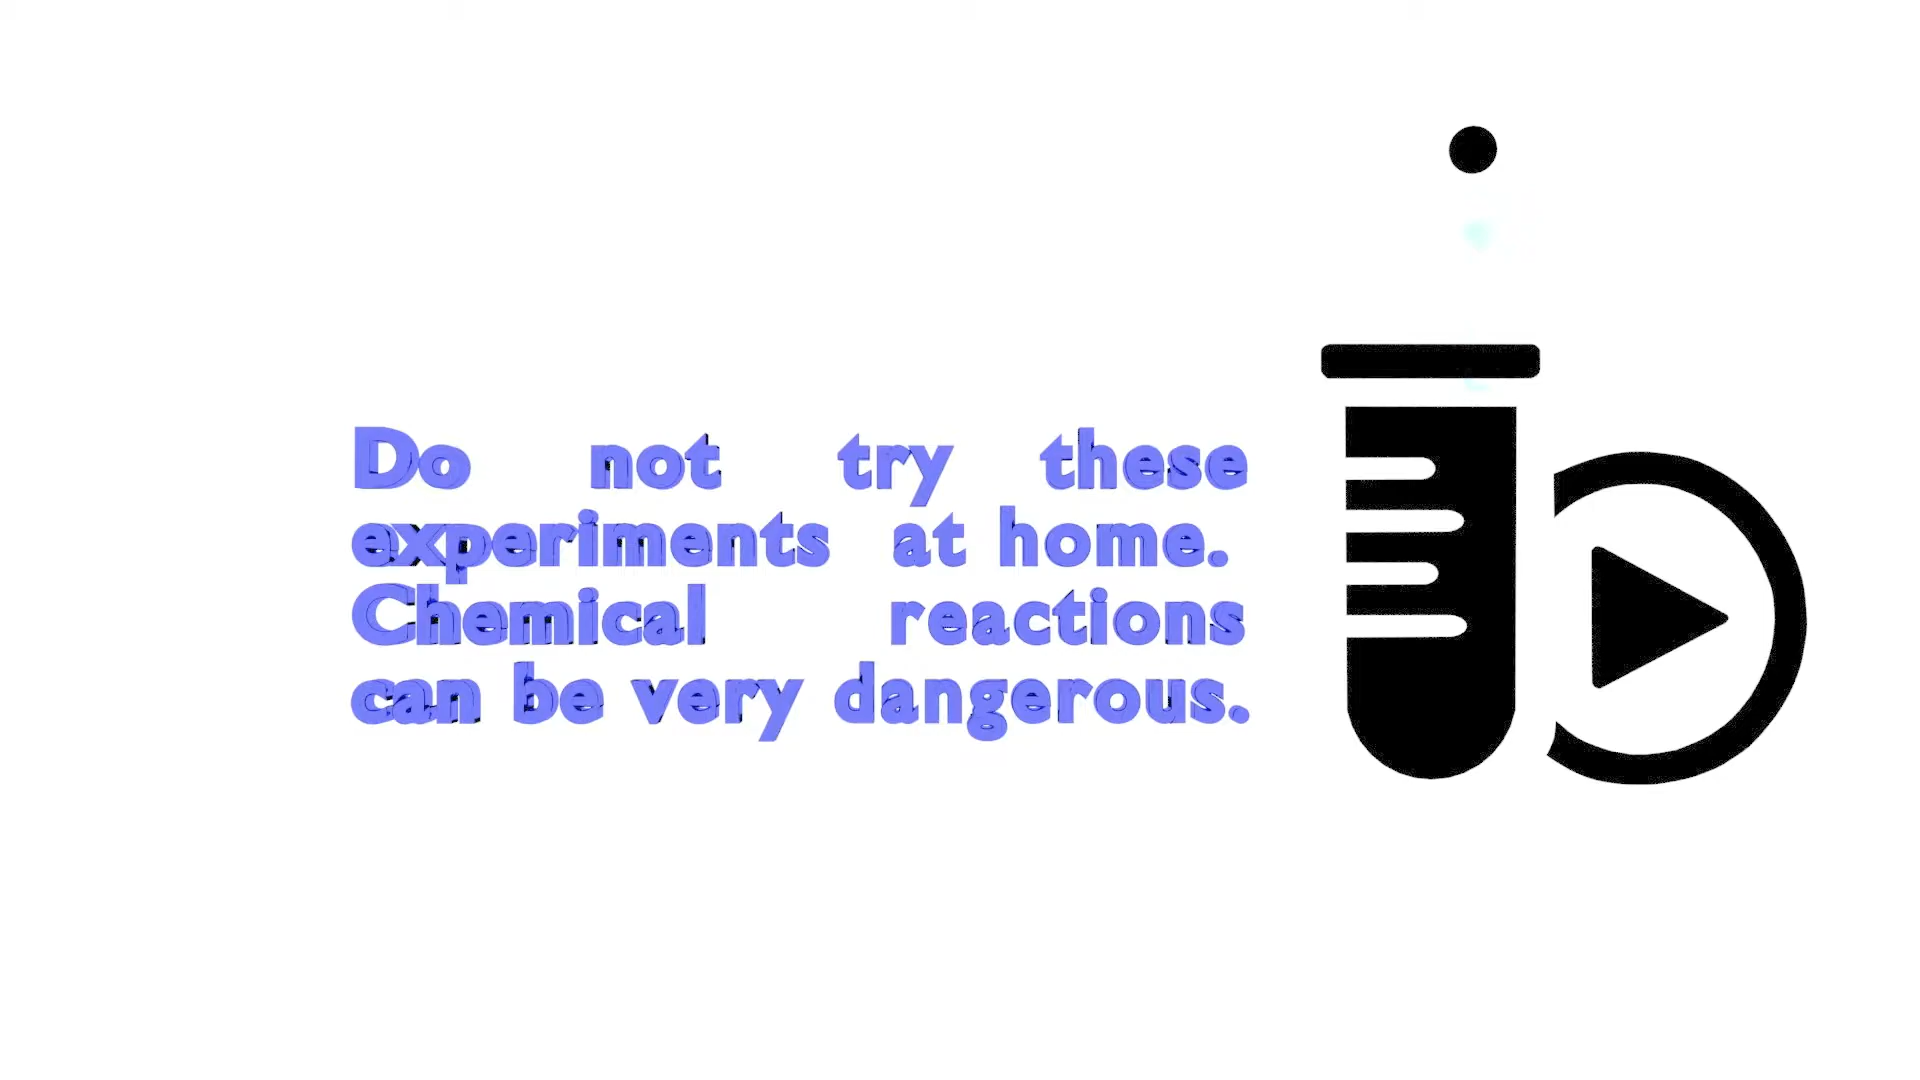 Do not try these
experiments at home.
Chemical reactions
can be very dangerous.